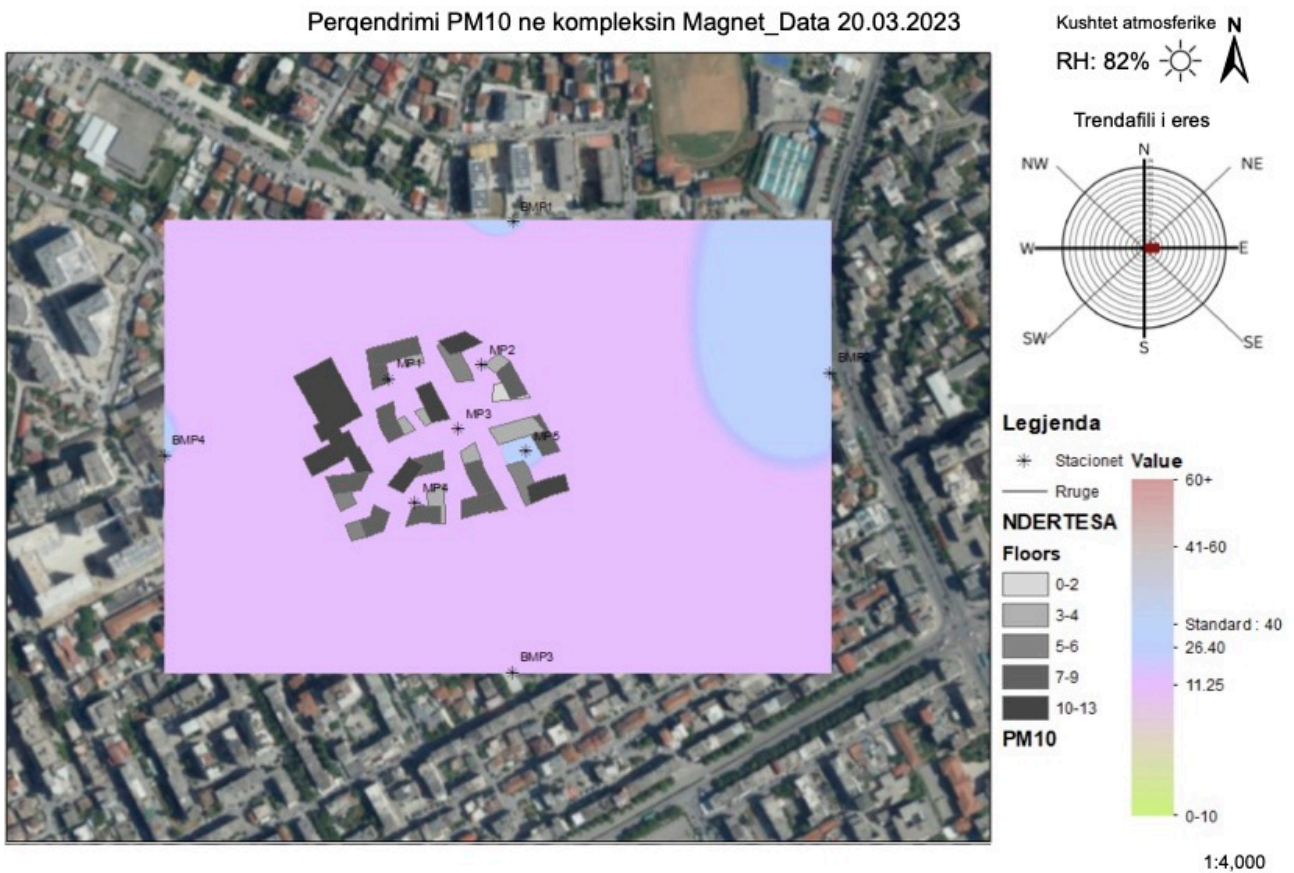 Perqendrimi PM10 ne kompleksin Magnet_Data 20.03.2023
Kushtet atmosferike N
RH: 82%
Trendafili i eres
N
NW NE
W E
SW SE
S
BMP1
BMP2
MP1
MP2
MP3
BMP4
MP5
MP4
BMP3
Legjenda
Stacionet
Rruge
NDERTESA
Floors
0-2
3-4
5-6
7-9
10-13
PM10
Value
60+
41-60
Standard : 40
26.40
11.25
0-10
1:4,000